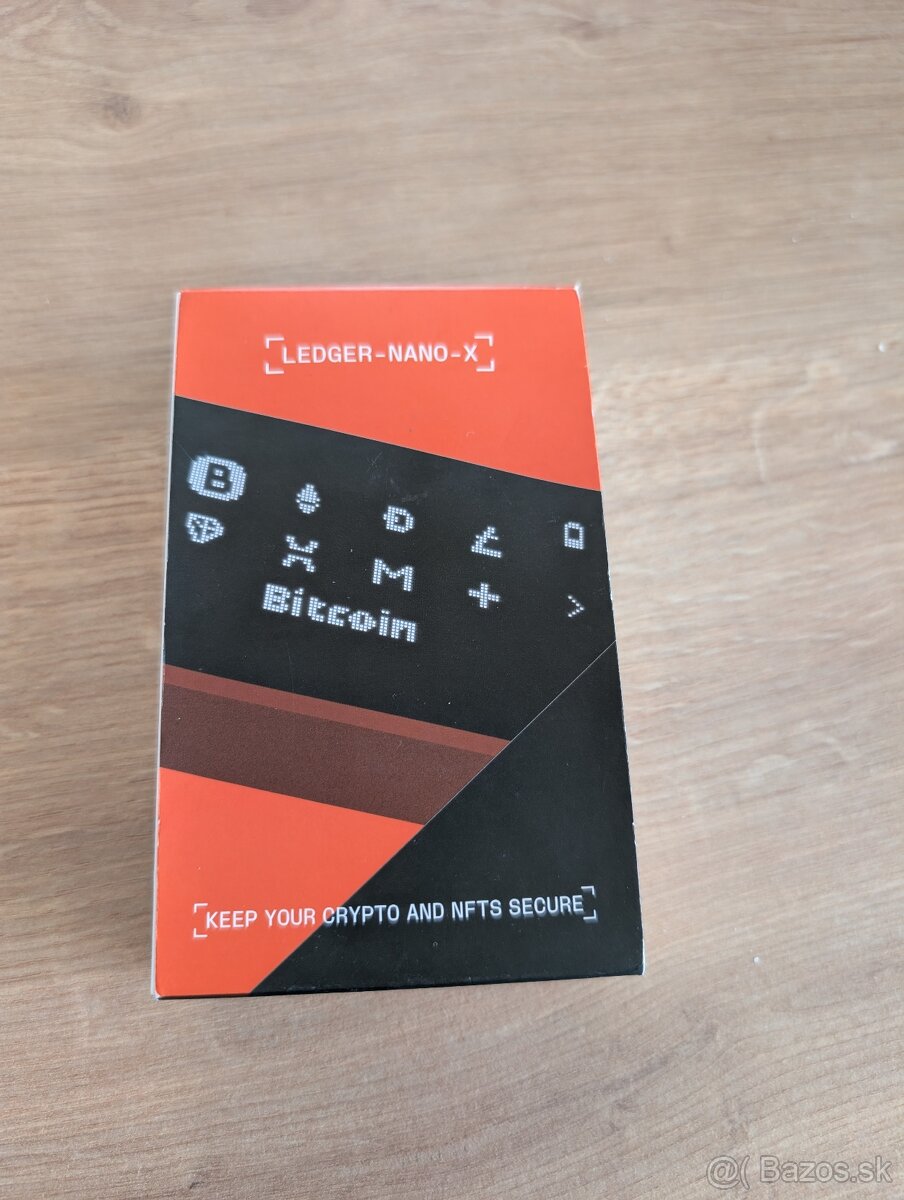 [LEDGER-NANO-X]
B
Đ
X M +
>
Bitcoin
[KEEP YOUR CRYPTO AND NFTS SECURE]
@( Bazos.sk